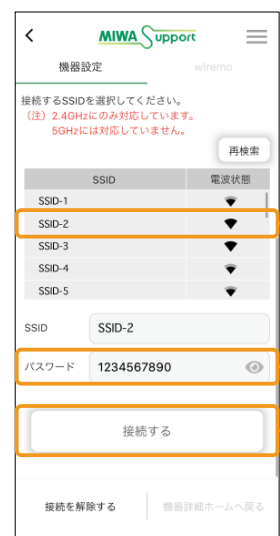 MIWA Support
機器設定 wiremo
接続するSSIDを選択してください。
（注）2.4GHzにのみ対応しています。
5GHzには対応していません。
再検索
SSID 電波状態
SSID-1
SSID-2
SSID-3
SSID-4
SSID-5
SSID SSID-2
パスワード 1234567890
接続する
接続を解除する 機器詳細ホームへ戻る